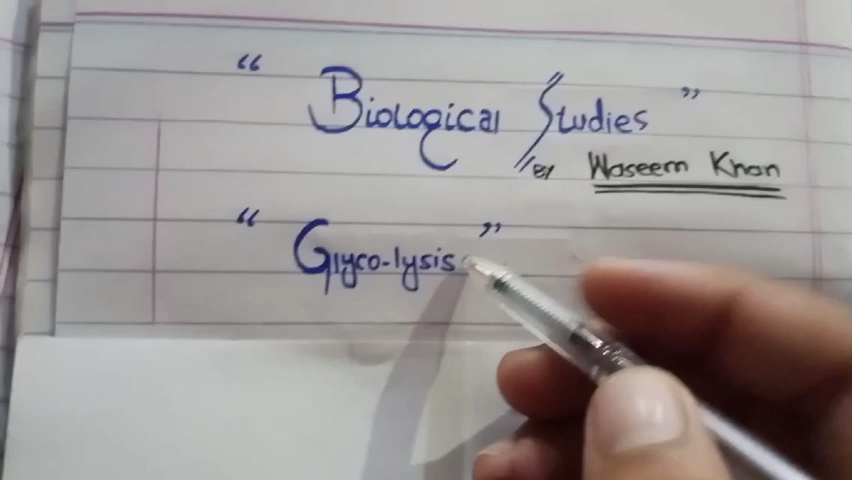 “ Biological Studies ”
By Waseem Khan
“ Glyco-lysis ”